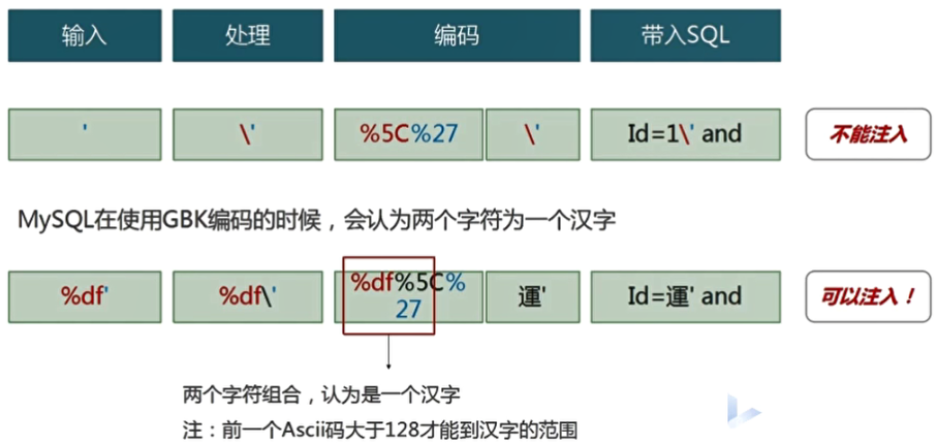 输入 处理 编码 带入SQL
' \' %5C%27 \' Id=1\' and 不能注入
MySQL在使用GBK编码的时候，会认为两个字符为一个汉字
%df' %df\' %df%5C% 運' Id=運' and 可以注入！
27
两个字符组合，认为是一个汉字
注：前一个Ascii码大于128才能到汉字的范围